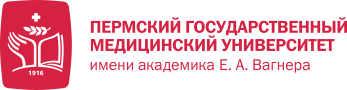 ПЕРМСКИЙ ГОСУДАРСТВЕННЫЙ
МЕДИЦИНСКИЙ УНИВЕРСИТЕТ
имени академика Е. А. Вагнера
1916